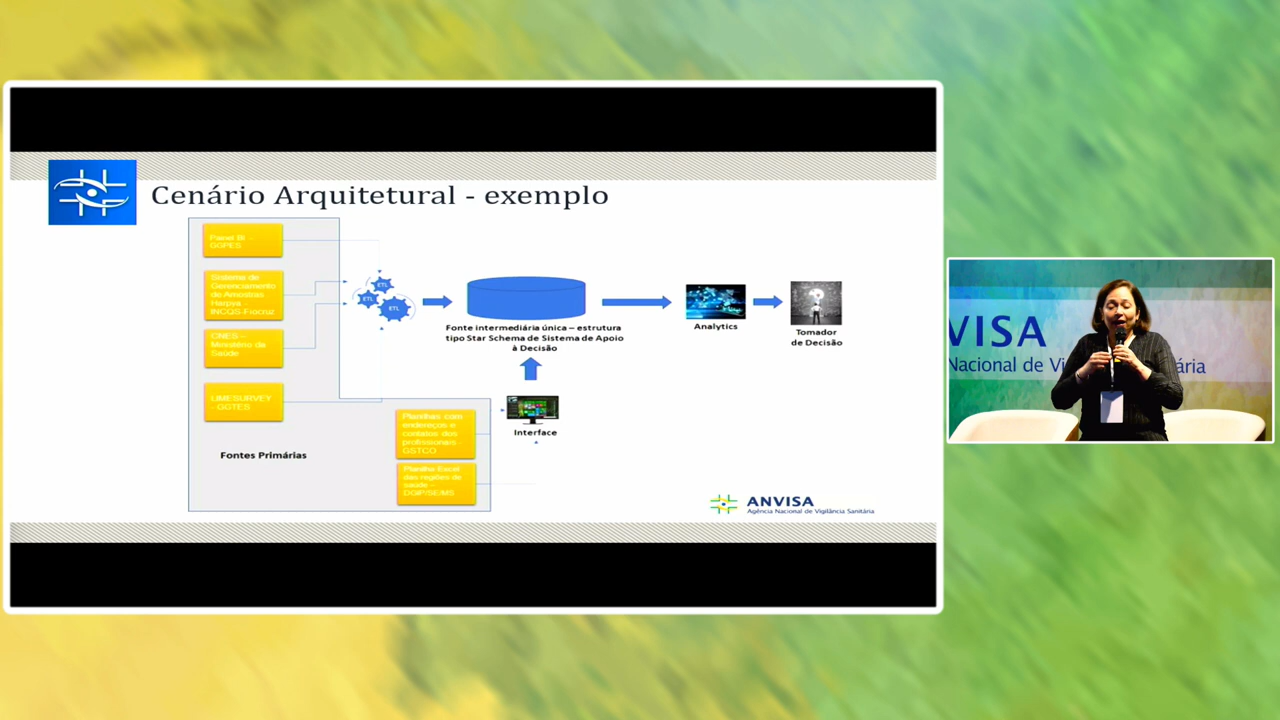 Cenário Arquitetural - exemplo
Painel BI –
GGPES
Sistema de
Gerenciamento
de Amostras
Harpya –
INCQS-Fiocruz
CNES –
Ministério da
Saúde
LIMESURVEY
- GGTES
Fontes Primárias
Planilhas com
endereços e
contatos dos
profissionais -
GSTCO
Planilha Excel
das regiões de
saúde –
DGIP/SE/MS
ETL
ETL
ETL
Fonte intermediária única – estrutura
tipo Star Schema de Sistema de Apoio
à Decisão
Interface
Analytics
Tomador
de Decisão
ANVISA
Agência Nacional de Vigilância Sanitária
VISA
Nacional de Vi
ária